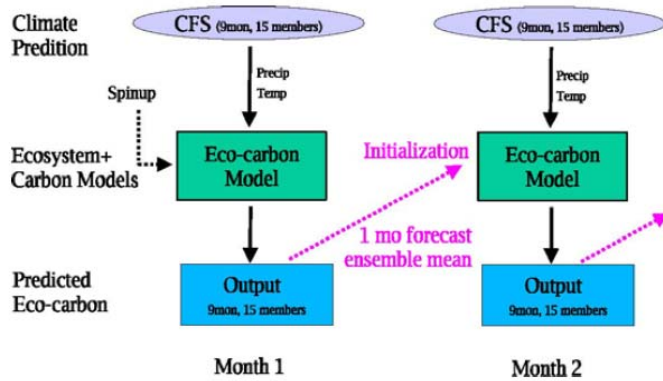 Climate
Predition
CFS (9mon, 15 members)
CFS (9mon, 15 members)
Precip
Temp
Precip
Temp
Spinup
Ecosystem+
Carbon Models
Eco-carbon
Model
Initialization
Eco-carbon
Model
1 mo forecast
ensemble mean
Predicted
Eco-carbon
Output
9mon, 15 members
Output
9mon, 15 members
Month 1
Month 2